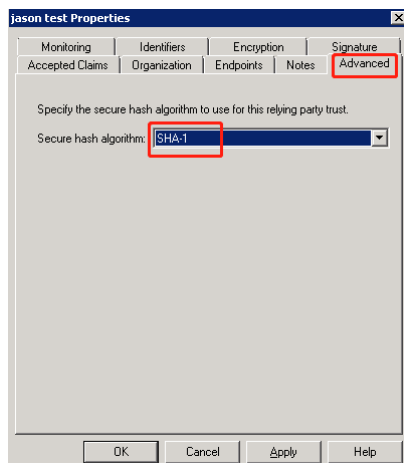 jason test Properties
Monitoring Identifiers Encryption Signature
Accepted Claims Organization Endpoints Notes Advanced
Specify the secure hash algorithm to use for this relying party trust.
Secure hash algorithm: SHA-1
OK Cancel Apply Help